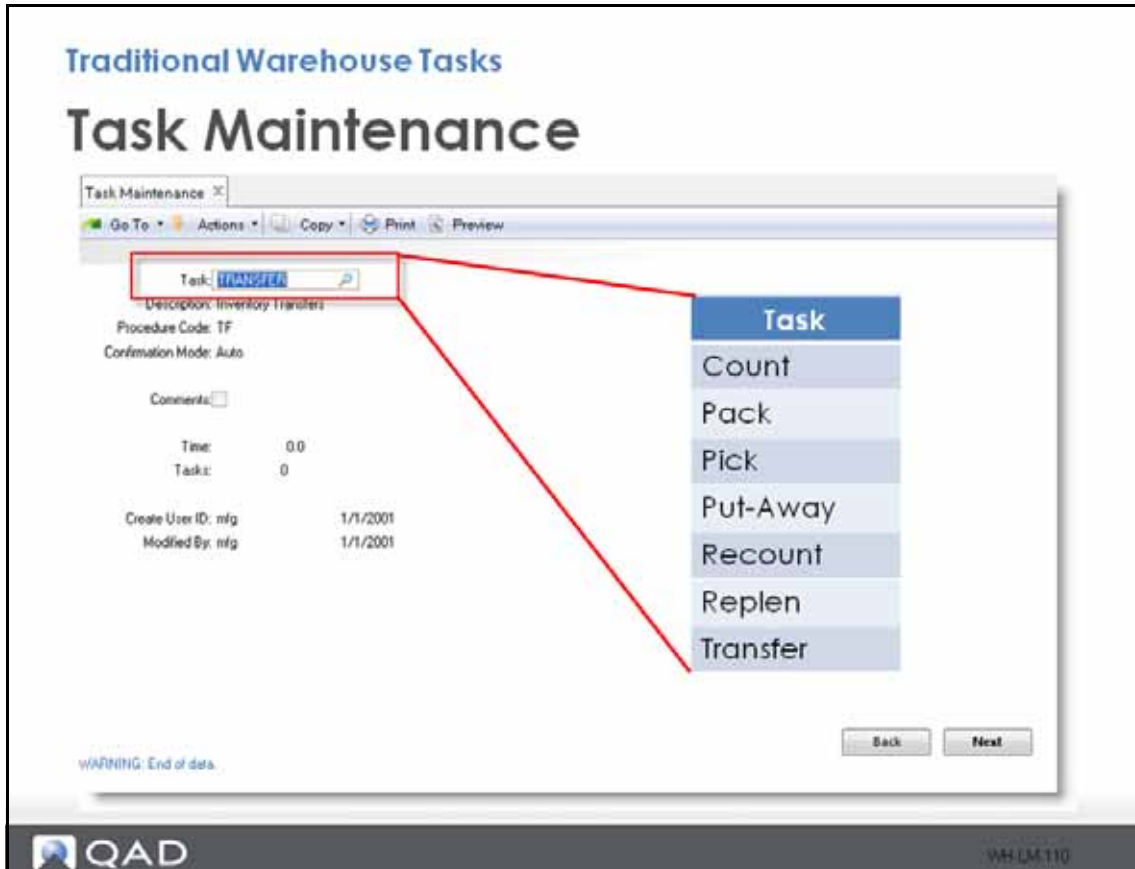 Traditional Warehouse Tasks
Task Maintenance
Task Maintenance
Go To Actions Copy Print Preview
Task: TRANSFER
Description: Inventory Transfers
Procedure Code: TF
Confirmation Mode: Auto
Comments:
Time: 0.0
Tasks: 0
Create User ID: mfg 1/1/2001
Modified By: mfg 1/1/2001
Task
Count
Pack
Pick
Put-Away
Recount
Replen
Transfer
Back Next
WARNING: End of data.
QAD
WH-LM-110